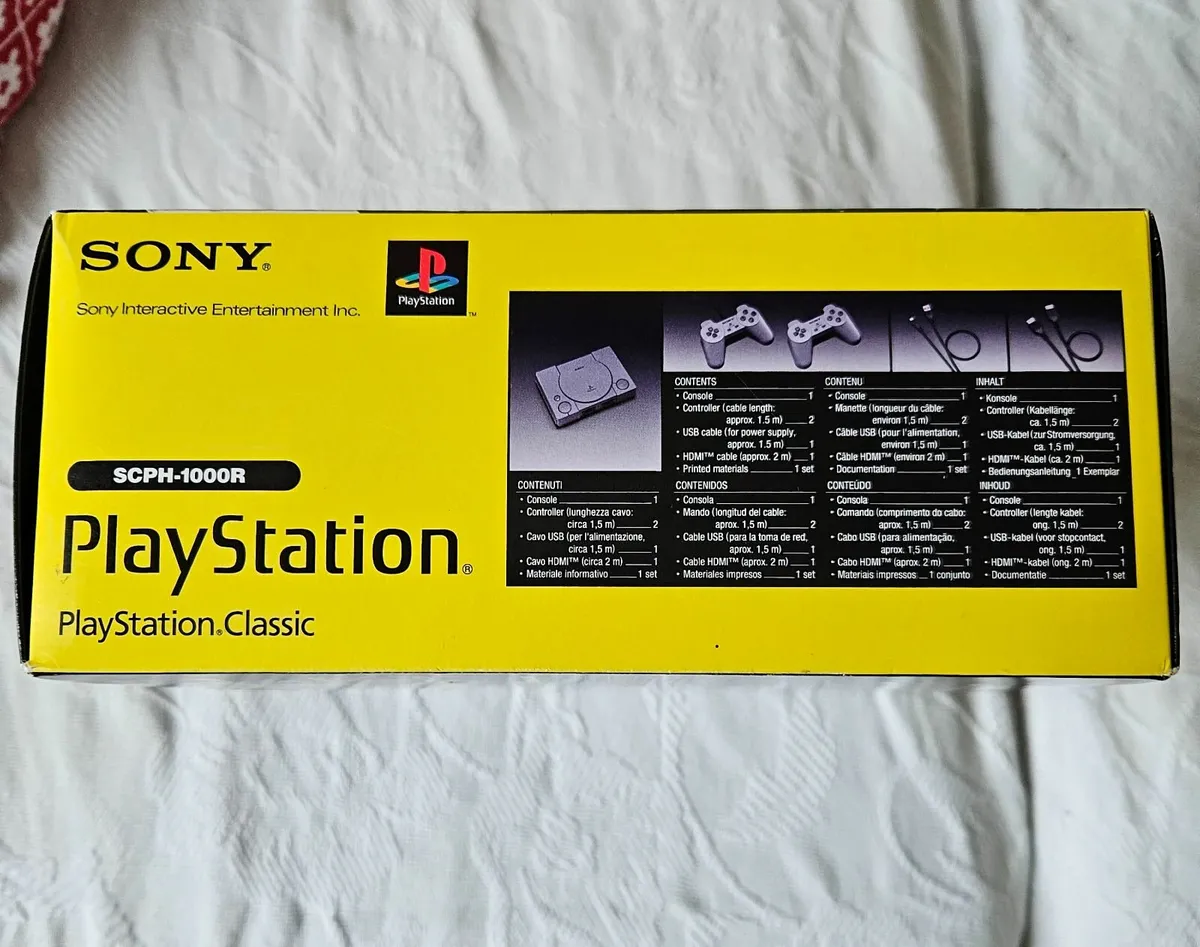 SONY®
Sony Interactive Entertainment Inc.
PlayStation
™
SCPH-1000R
PlayStation®
PlayStation®Classic
CONTENTS
• Console 1
• Controller (cable length:
approx. 1.5 m) 2
• USB cable (for power supply,
approx. 1.5 m) 1
• HDMI™ cable (approx. 2 m) 1
• Printed materials 1 set
CONTENU
• Console 1
• Manette (longueur du câble:
environ 1,5 m) 2
• Câble USB (pour l'alimentation,
environ 1,5 m) 1
• Câble HDMI™ (environ 2 m) 1
• Documentation 1 set
INHALT
• Konsole 1
• Controller (Kabellänge:
ca. 1,5 m) 2
• USB-Kabel (zur Stromversorgung,
ca. 1,5 m) 1
• HDMI™-Kabel (ca. 2 m) 1
• Bedienungsanleitung 1 Exemplar
CONTENUTI
• Console 1
• Controller (lunghezza cavo:
circa 1,5 m) 2
• Cavo USB (per l'alimentazione,
circa 1,5 m) 1
• Cavo HDMI™ (circa 2 m) 1
• Materiale informativo 1 set
CONTENIDOS
• Consola 1
• Mando (longitud del cable:
aprox. 1,5 m) 2
• Cable USB (para la toma de red,
aprox. 1,5 m) 1
• Cable HDMI™ (aprox. 2 m) 1
• Materiales impresos 1 set
CONTEÚDO
• Consola 1
• Comando (comprimento do cabo:
aprox. 1,5 m) 2
• Cabo USB (para alimentação,
aprox. 1,5 m) 1
• Cabo HDMI™ (aprox. 2 m) 1
• Materiais impressos 1 conjunto
INHOUD
• Console 1
• Controller (lengte kabel:
ong. 1,5 m) 2
• USB-kabel (voor stopcontact,
ong. 1,5 m) 1
• HDMI™-kabel (ong. 2 m) 1
• Documentatie 1 set